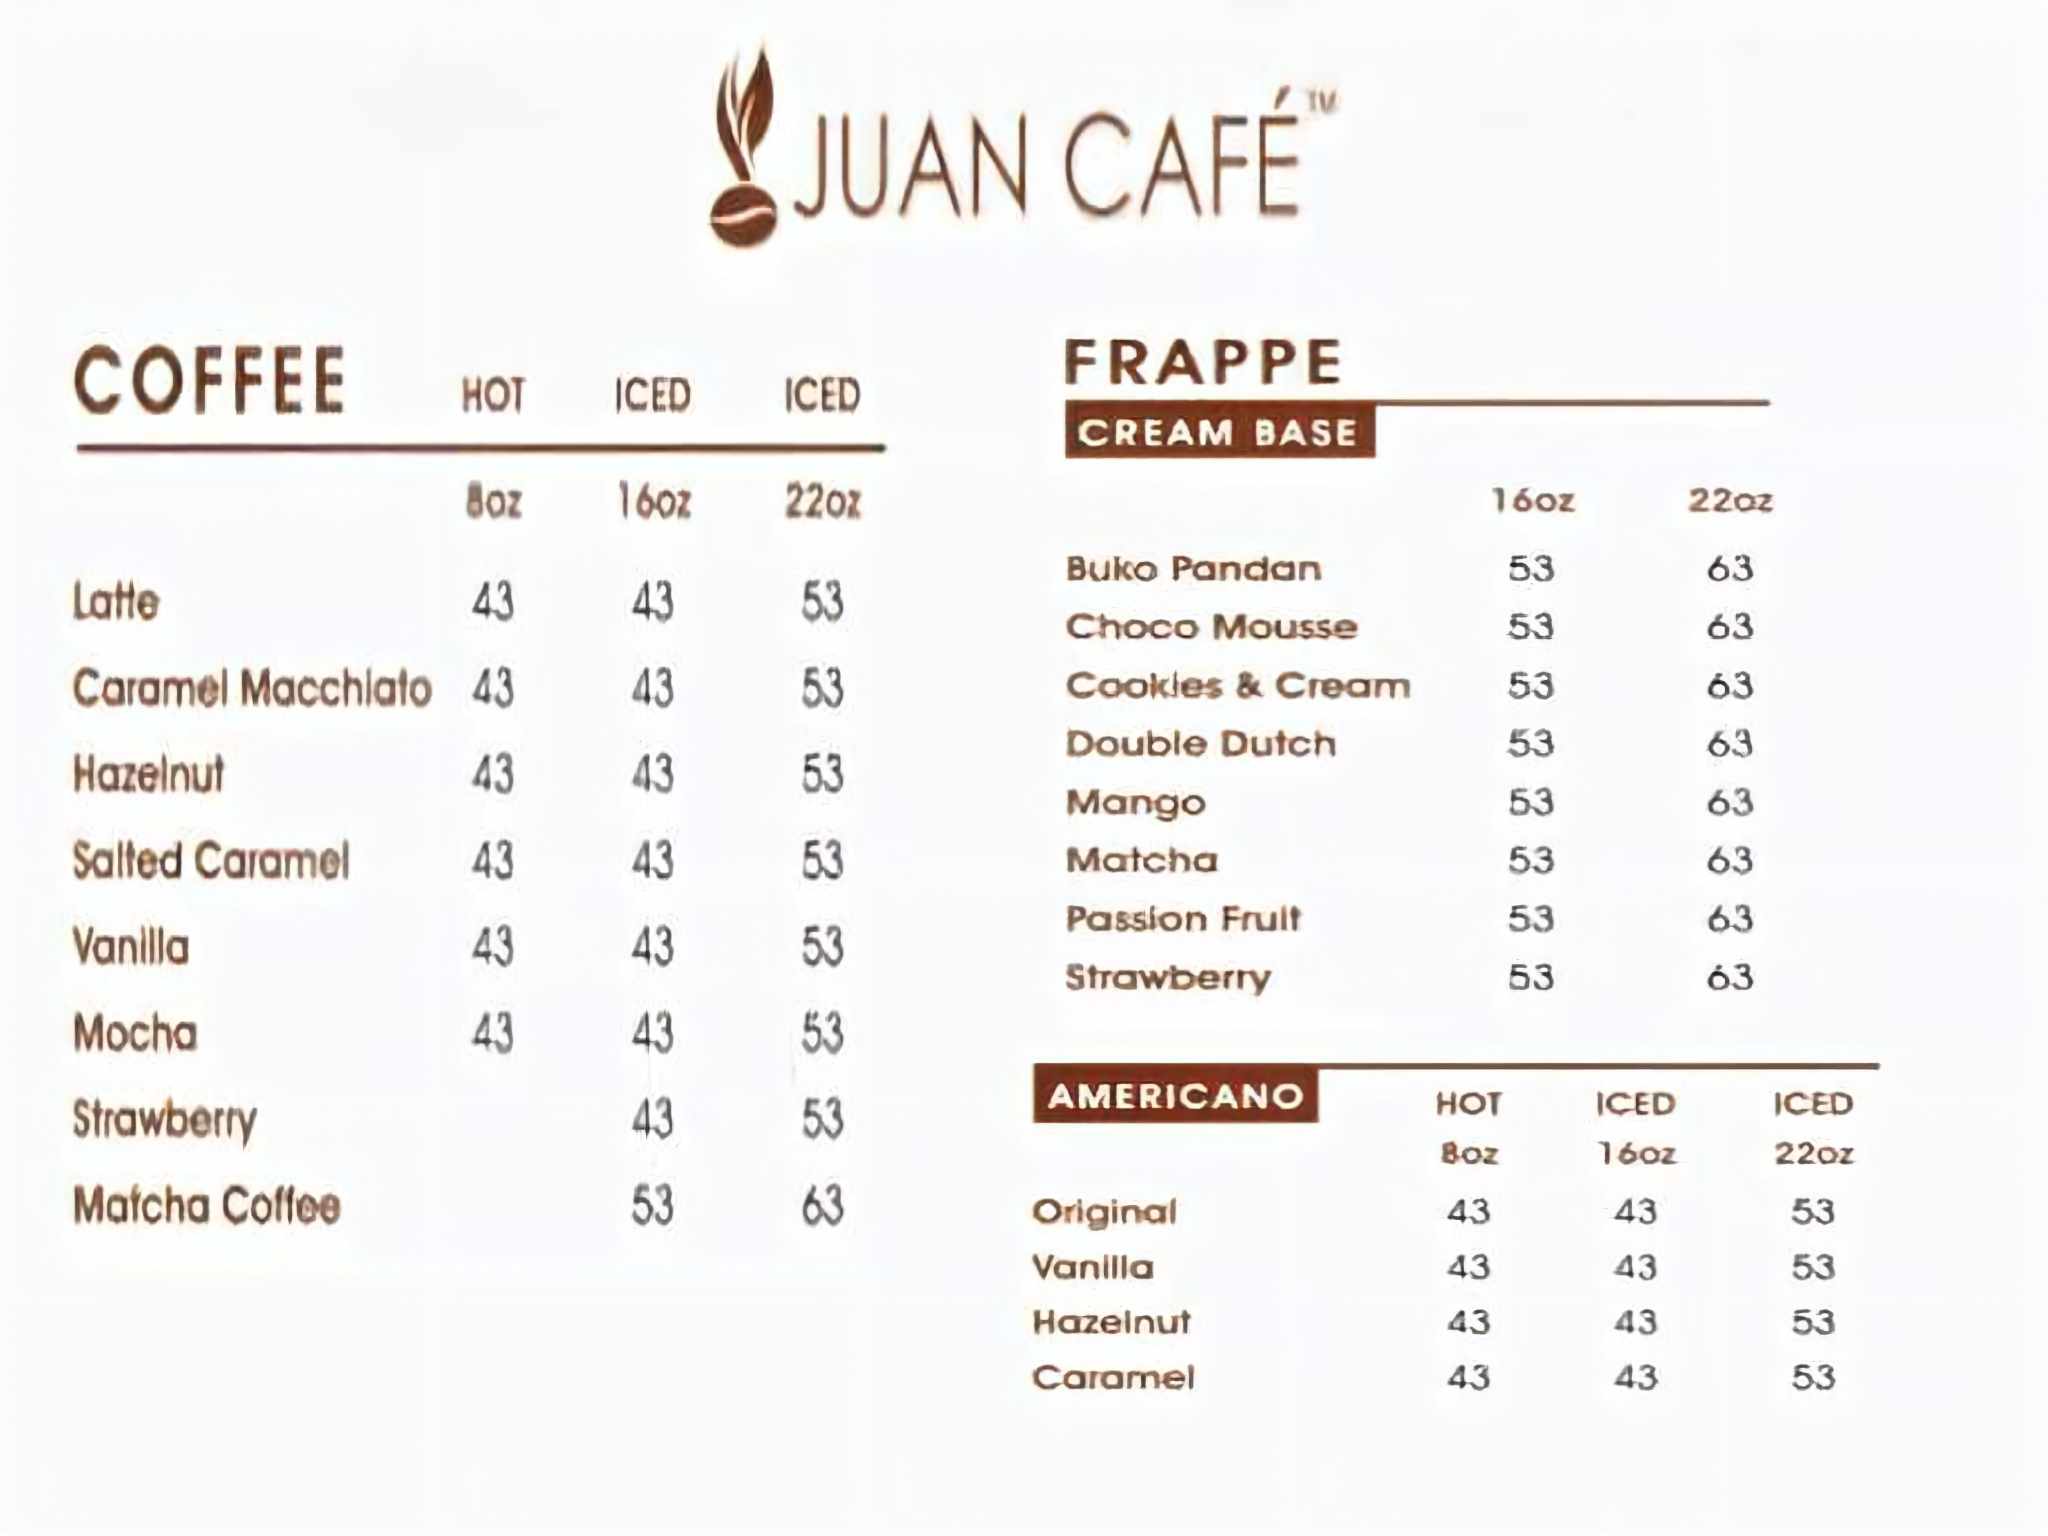 JUAN CAFÉ™
COFFEE HOT ICED ICED
8oz 16oz 22oz
Latte 43 43 53
Caramel Macchiato 43 43 53
Hazelnut 43 43 53
Salted Caramel 43 43 53
Vanilla 43 43 53
Mocha 43 43 53
Strawberry 43 53
Matcha Coffee 53 63
FRAPPE
CREAM BASE
16oz 22oz
Buko Pandan 53 63
Choco Mousse 53 63
Cookies & Cream 53 63
Double Dutch 53 63
Mango 53 63
Matcha 53 63
Passion Fruit 53 63
Strawberry 53 63
AMERICANO HOT ICED ICED
8oz 16oz 22oz
Original 43 43 53
Vanilla 43 43 53
Hazelnut 43 43 53
Caramel 43 43 53